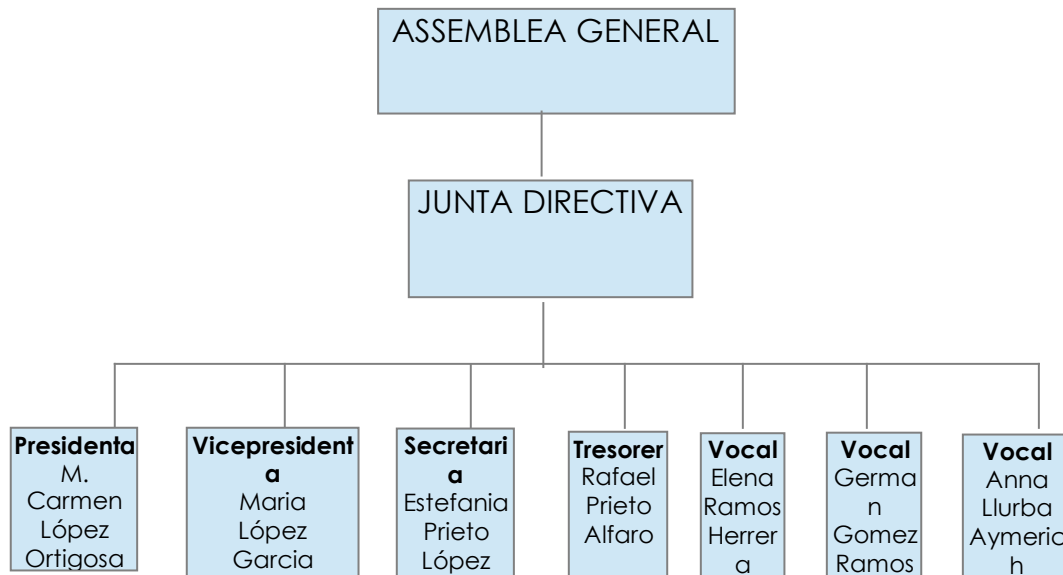 ASSEMBLEA GENERAL
JUNTA DIRECTIVA
Presidenta
M.
Carmen
López
Ortigosa
Vicepresident
a
Maria
López
Garcia
Secretari
a
Estefania
Prieto
López
Tresorer
Rafael
Prieto
Alfaro
Vocal
Elena
Ramos
Herrer
a
Vocal
Germa
n
Gomez
Ramos
Vocal
Anna
Llurba
Aymeric
h